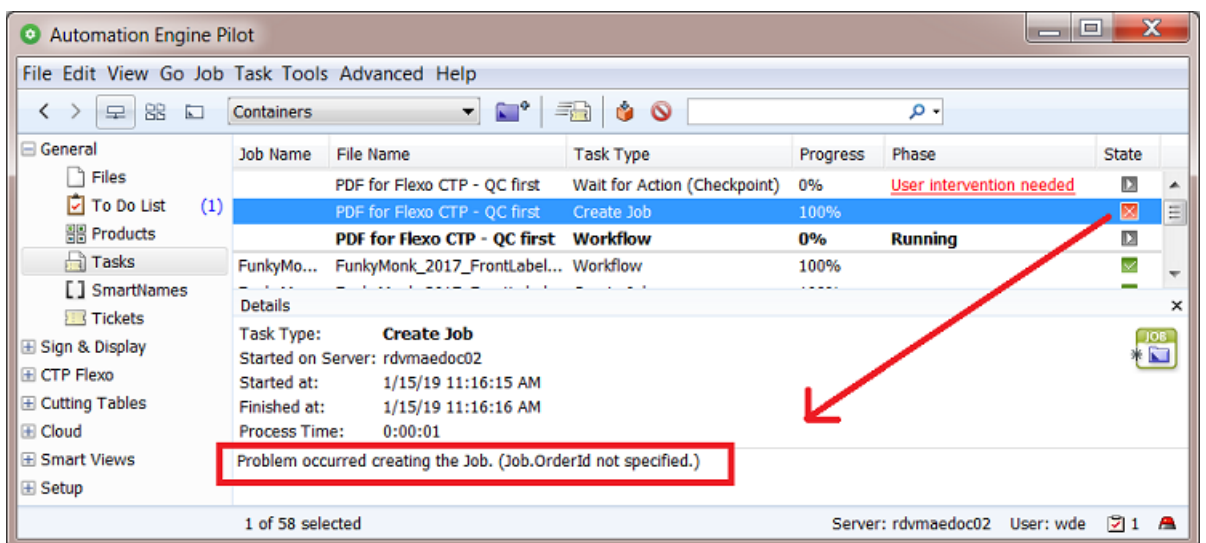 Automation Engine Pilot
File Edit View Go Job Task Tools Advanced Help
Containers
General
Files
To Do List (1)
Products
Tasks
SmartNames
Tickets
Sign & Display
CTP Flexo
Cutting Tables
Cloud
Smart Views
Setup
Job Name File Name Task Type Progress Phase State
PDF for Flexo CTP - QC first Wait for Action (Checkpoint) 0% User intervention needed
PDF for Flexo CTP - QC first Create Job 100%
PDF for Flexo CTP - QC first Workflow 0% Running
FunkyMo... FunkyMonk_2017_FrontLabel... Workflow 100%
Details
Task Type: Create Job
JOB
Started on Server: rdvmaedoc02
Started at: 1/15/19 11:16:15 AM
Finished at: 1/15/19 11:16:16 AM
Process Time: 0:00:01
Problem occurred creating the Job. (Job.OrderId not specified.)
1 of 58 selected Server: rdvmaedoc02 User: wde 1